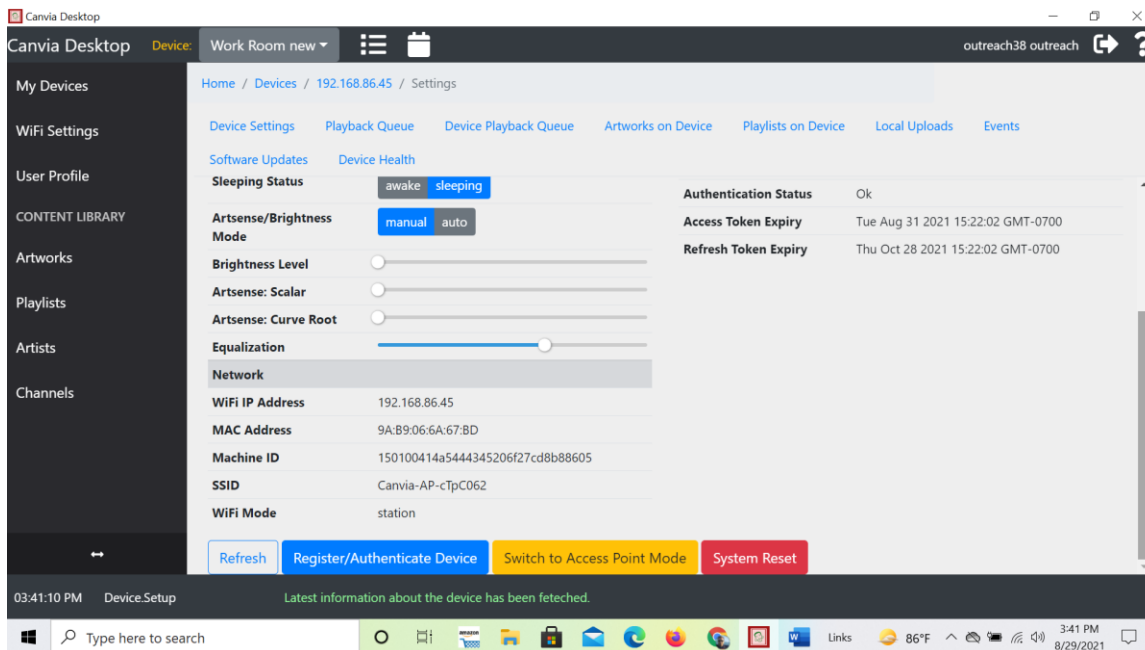 Canvia Desktop
Canvia Desktop Device: Work Room new outreach38 outreach ?
My Devices
WiFi Settings
User Profile
CONTENT LIBRARY
Artworks
Playlists
Artists
Channels
Home / Devices / 192.168.86.45 / Settings
Device Settings Playback Queue Device Playback Queue Artworks on Device Playlists on Device Local Uploads Events
Software Updates Device Health
Sleeping Status awake sleeping
Artsense/Brightness
Mode manual auto
Brightness Level
Artsense: Scalar
Artsense: Curve Root
Equalization
Network
WiFi IP Address 192.168.86.45
MAC Address 9A:B9:06:6A:67:BD
Machine ID 150100414a5444345206f27cd8b88605
SSID Canvia-AP-cTpC062
WiFi Mode station
Authentication Status Ok
Access Token Expiry Tue Aug 31 2021 15:22:02 GMT-0700
Refresh Token Expiry Thu Oct 28 2021 15:22:02 GMT-0700
Refresh Register/Authenticate Device Switch to Access Point Mode System Reset
03:41:10 PM Device.Setup Latest information about the device has been feteched.
Type here to search Links 86°F 3:41 PM
8/29/2021